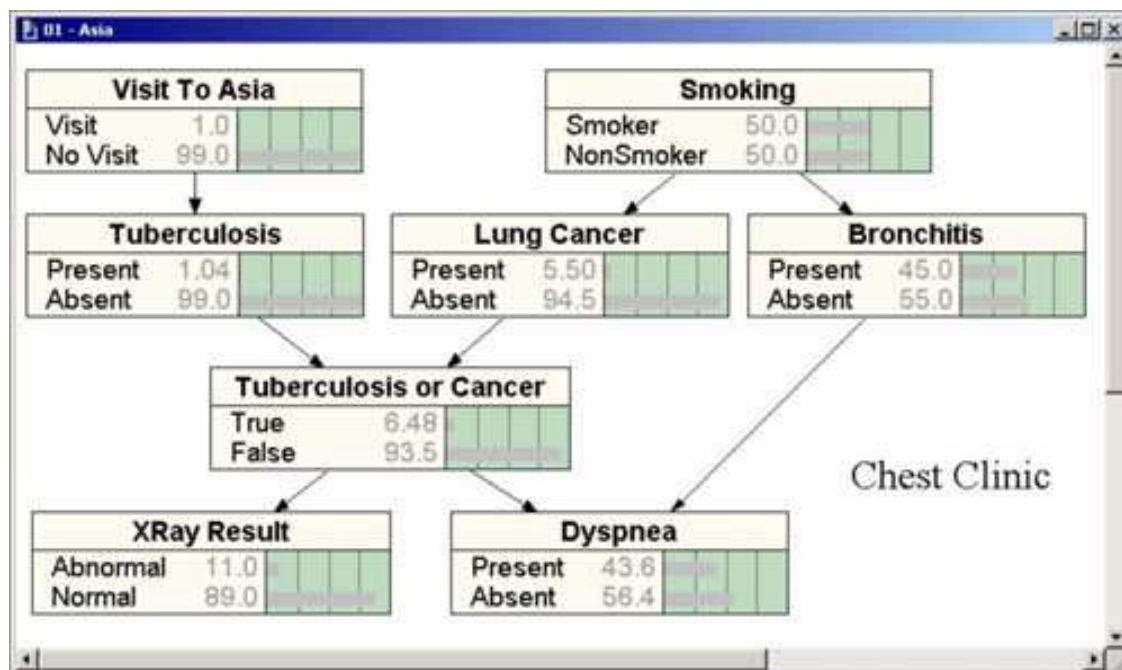 01 - Asia
Visit To Asia
Visit 1.0
No Visit 99.0
Smoking
Smoker 50.0
NonSmoker 50.0
Tuberculosis
Present 1.04
Absent 99.0
Lung Cancer
Present 5.50
Absent 94.5
Bronchitis
Present 45.0
Absent 55.0
Tuberculosis or Cancer
True 6.48
False 93.5
Chest Clinic
XRay Result
Abnormal 11.0
Normal 89.0
Dyspnea
Present 43.6
Absent 56.4